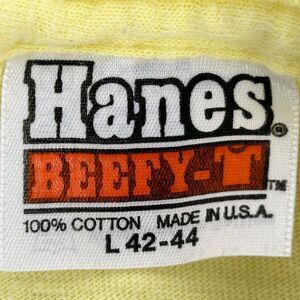 Hanes®
BEEFY-T™
100% COTTON MADE IN U.S.A.
L 42-44